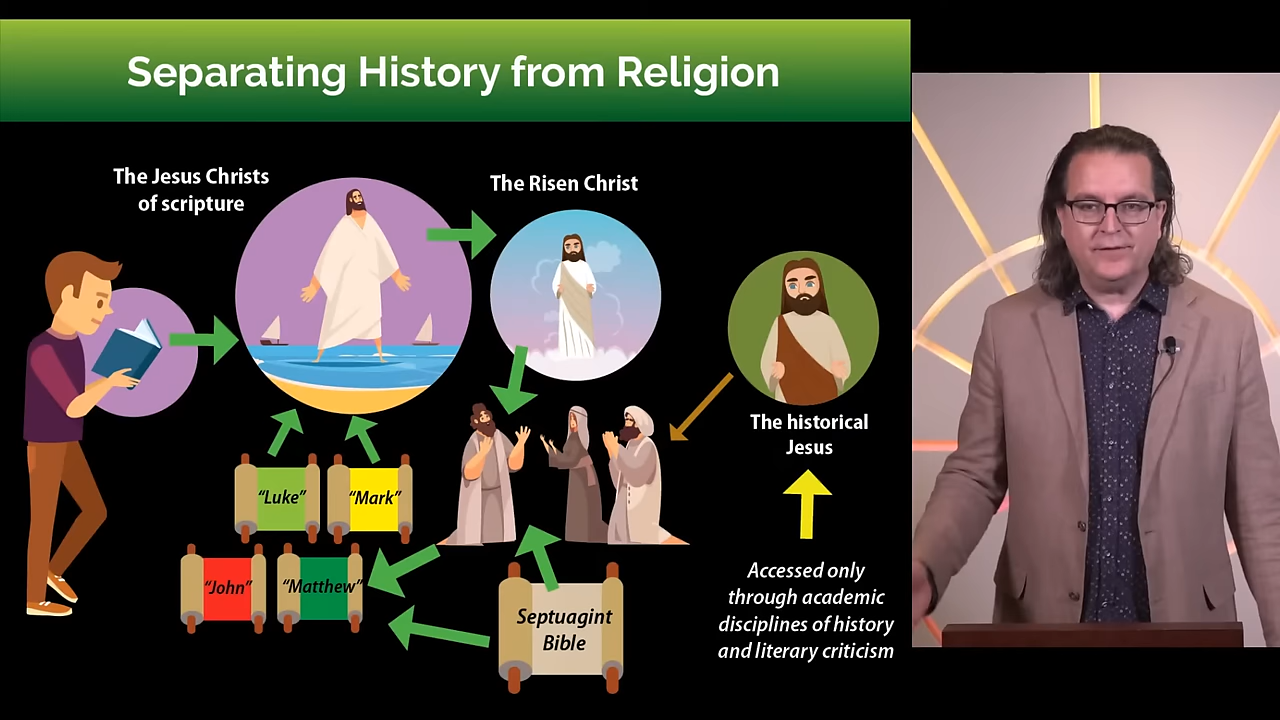 Separating History from Religion
The Jesus Christs
of scripture
The Risen Christ
The historical
Jesus
"Luke"
"Mark"
"John"
"Matthew"
Septuagint
Bible
Accessed only
through academic
disciplines of history
and literary criticism